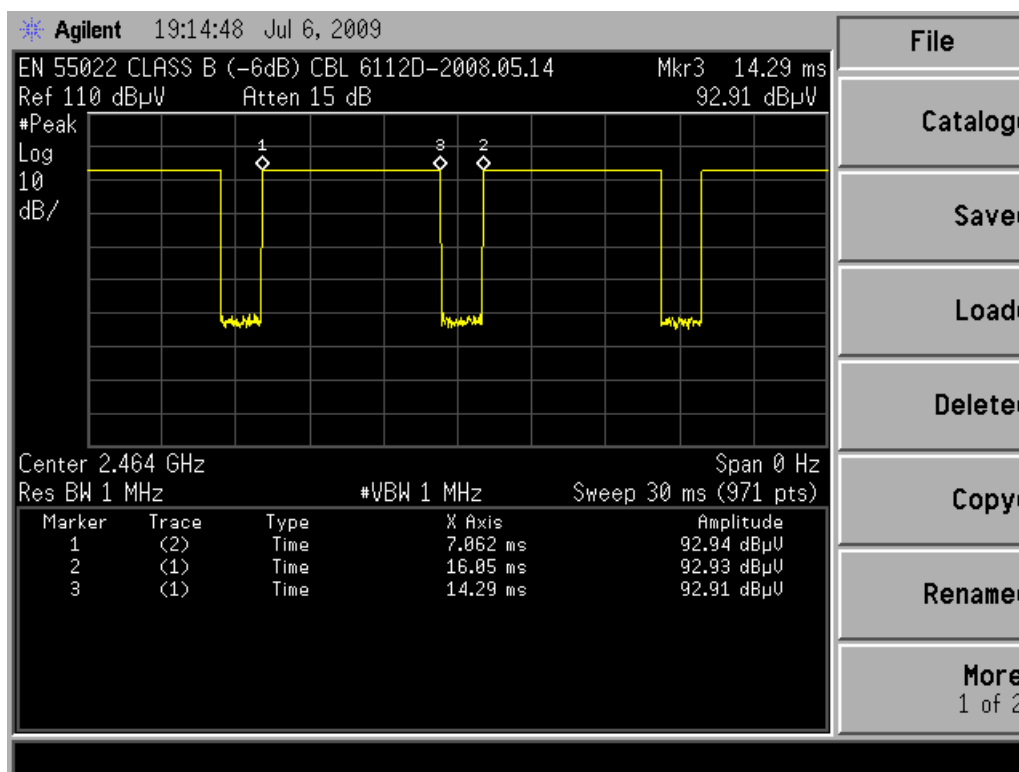 Agilent 19:14:48 Jul 6, 2009
EN 55022 CLASS B (-6dB) CBL 6112D-2008.05.14 Mkr3 14.29 ms
Ref 110 dBµV Atten 15 dB 92.91 dBµV
#Peak
Log
10
dB/
1
3
2
Center 2.464 GHz Span 0 Hz
Res BW 1 MHz #VBW 1 MHz Sweep 30 ms (971 pts)
Marker Trace Type X Axis Amplitude
1 (2) Time 7.062 ms 92.94 dBµV
2 (1) Time 16.05 ms 92.93 dBµV
3 (1) Time 14.29 ms 92.91 dBµV
File
Catalog
Save
Load
Delete
Copy
Rename
More
1 of 2